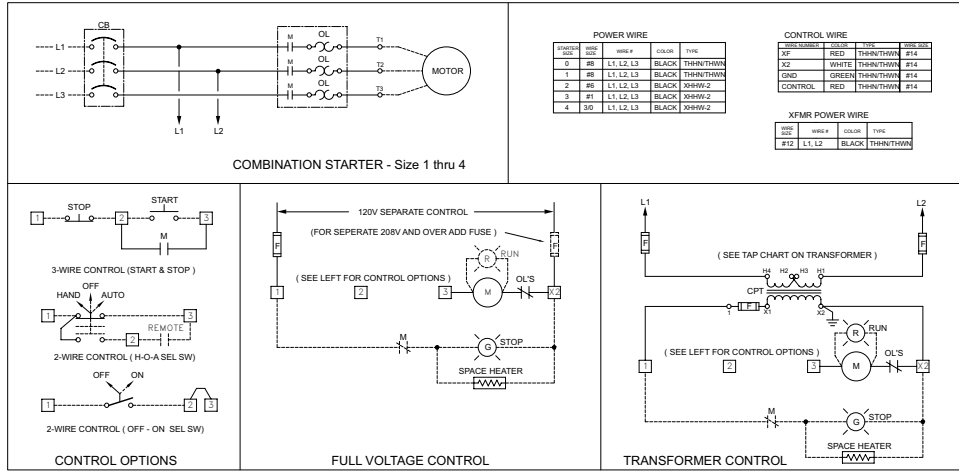 CB
L1
L2
L3
M
OL
M
OL
M
OL
T1
T2
T3
MOTOR
L1
L2
COMBINATION STARTER - Size 1 thru 4
POWER WIRE
STARTER SIZE WIRE SIZE WIRE # COLOR TYPE
0 #8 L1, L2, L3 BLACK THHN/THWN
1 #8 L1, L2, L3 BLACK THHN/THWN
2 #6 L1, L2, L3 BLACK XHHW-2
3 #1 L1, L2, L3 BLACK XHHW-2
4 3/0 L1, L2, L3 BLACK XHHW-2
CONTROL WIRE
WIRE NUMBER COLOR TYPE WIRE SIZE
XF RED THHN/THWN #14
X2 WHITE THHN/THWN #14
GND GREEN THHN/THWN #14
CONTROL RED THHN/THWN #14
XFMR POWER WIRE
WIRE SIZE WIRE # COLOR TYPE
#12 L1, L2 BLACK THHN/THWN
STOP
START
1
2
3
M
3-WIRE CONTROL (START & STOP )
OFF
HAND
AUTO
1
3
REMOTE
2
2-WIRE CONTROL ( H-O-A SEL SW)
OFF
ON
1
2
3
2-WIRE CONTROL ( OFF - ON SEL SW)
CONTROL OPTIONS
120V SEPARATE CONTROL
(FOR SEPERATE 208V AND OVER ADD FUSE )
F
F
R
RUN
( SEE LEFT FOR CONTROL OPTIONS )
OL'S
1
2
3
M
X2
M
G
STOP
SPACE HEATER
FULL VOLTAGE CONTROL
L1
L2
F
F
( SEE TAP CHART ON TRANSFORMER )
H4
H2
H3
H1
CPT
F
1
X1
X2
R
RUN
( SEE LEFT FOR CONTROL OPTIONS )
OL'S
1
2
3
M
X2
M
G
STOP
SPACE HEATER
TRANSFORMER CONTROL